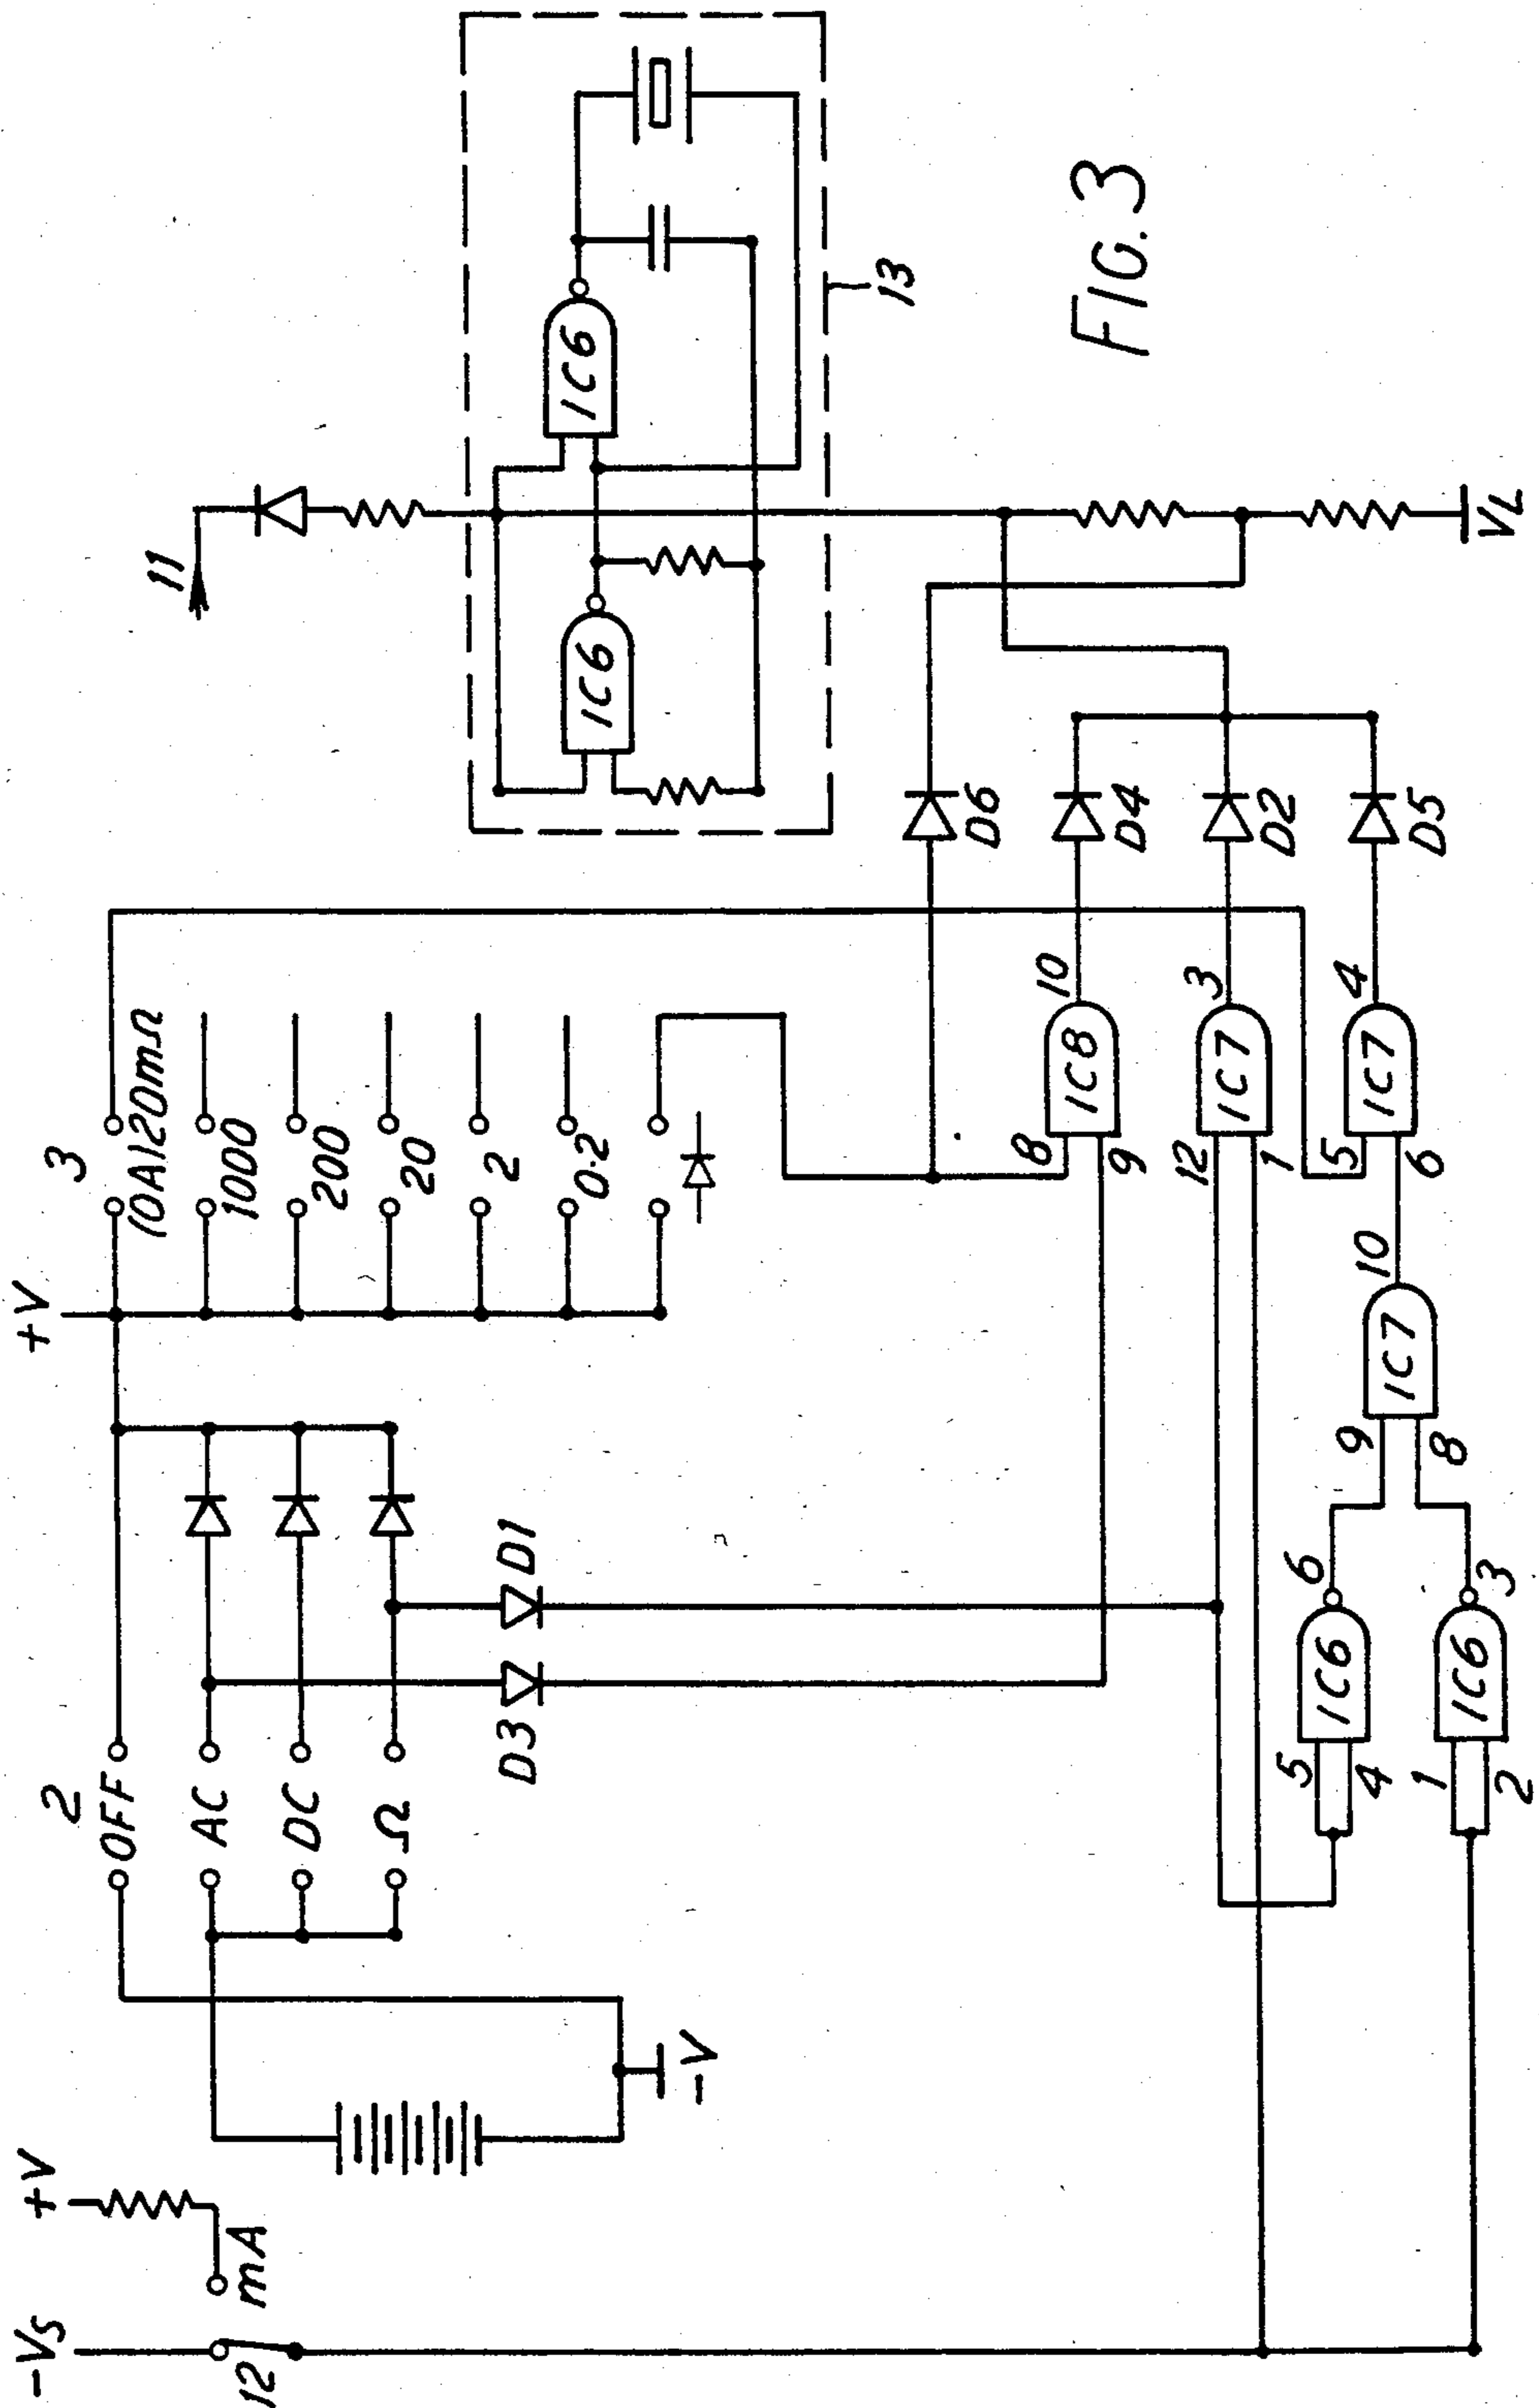 -Vs
12
+V
mA
-V
2
OFF
AC
DC
Ω
D3
D1
+V
3
10A/20mΩ
1000
200
20
2
0.2
11
IC6
IC6
13
D6
D4
D2
D5
8
9
IC8
10
12
1
IC7
3
5
6
IC7
4
9
8
IC7
10
5
4
IC6
6
1
2
IC6
3
VL
FIG. 3